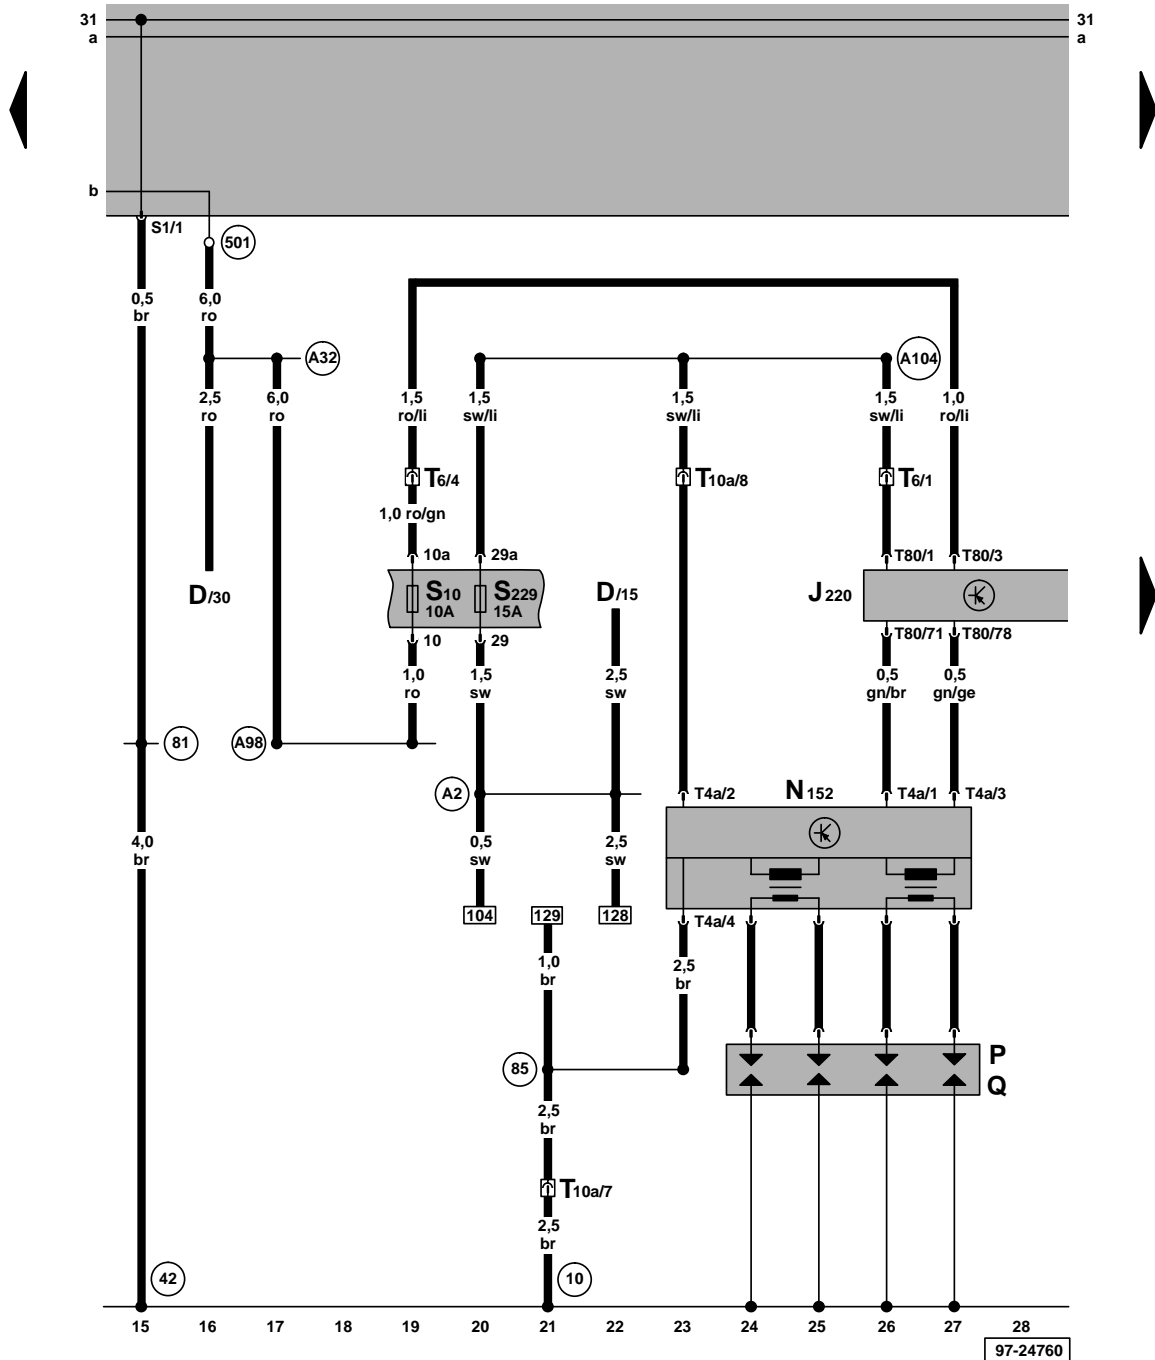 31 31
a a
b
S1/1
501
0,5 6,0
br ro
A32 A104
2,5 6,0 1,5 1,5 1,5 1,5 1,0
ro ro ro/li sw/li sw/li sw/li ro/li
T6/4 T10a/8 T6/1
1,0 ro/gn
10a 29a T80/1 T80/3
D/30 S10 S229 D/15 J220
10A 15A
10 29 T80/71 T80/78
1,0 1,5 2,5 0,5 0,5
ro sw sw gn/br gn/ge
81 A98
A2 T4a/2 N152 T4a/1 T4a/3
4,0 0,5 2,5
br sw sw
104 129 128 T4a/4
1,0 2,5
br br
85 P
Q
2,5
br
T10a/7
2,5
br
42 10
15 16 17 18 19 20 21 22 23 24 25 26 27 28
97-24760